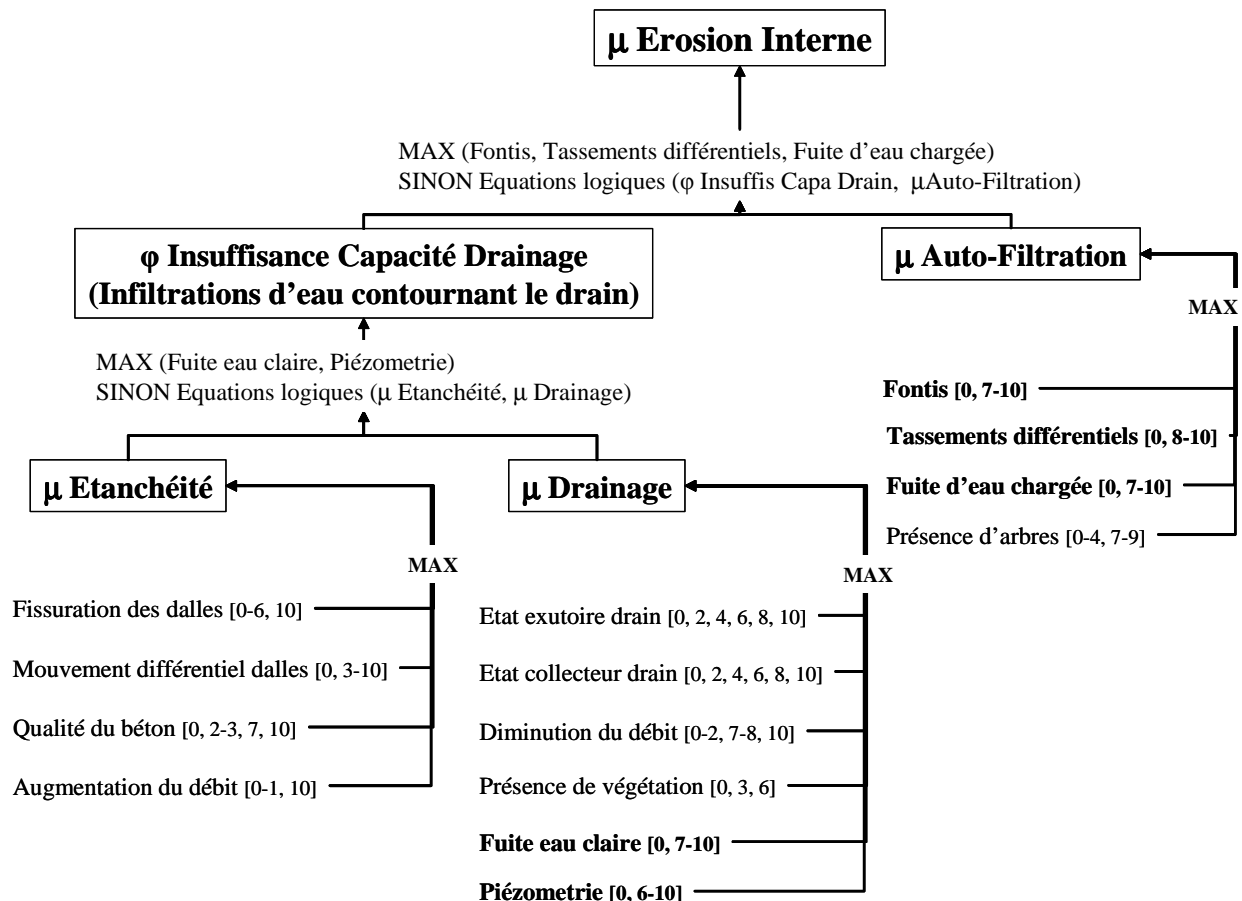 μ Erosion Interne
MAX (Fontis, Tassements différentiels, Fuite d’eau chargée)
SINON Equations logiques (φ Insuffis Capa Drain, μAuto-Filtration)
φ Insuffisance Capacité Drainage
(Infiltrations d’eau contournant le drain)
μ Auto-Filtration
MAX
MAX (Fuite eau claire, Piézometrie)
SINON Equations logiques (μ Etanchéité, μ Drainage)
Fontis [0, 7-10]
Tassements différentiels [0, 8-10]
Fuite d’eau chargée [0, 7-10]
Présence d’arbres [0-4, 7-9]
μ Etanchéité
MAX
Fissuration des dalles [0-6, 10]
Mouvement différentiel dalles [0, 3-10]
Qualité du béton [0, 2-3, 7, 10]
Augmentation du débit [0-1, 10]
μ Drainage
MAX
Etat exutoire drain [0, 2, 4, 6, 8, 10]
Etat collecteur drain [0, 2, 4, 6, 8, 10]
Diminution du débit [0-2, 7-8, 10]
Présence de végétation [0, 3, 6]
Fuite eau claire [0, 7-10]
Piézometrie [0, 6-10]